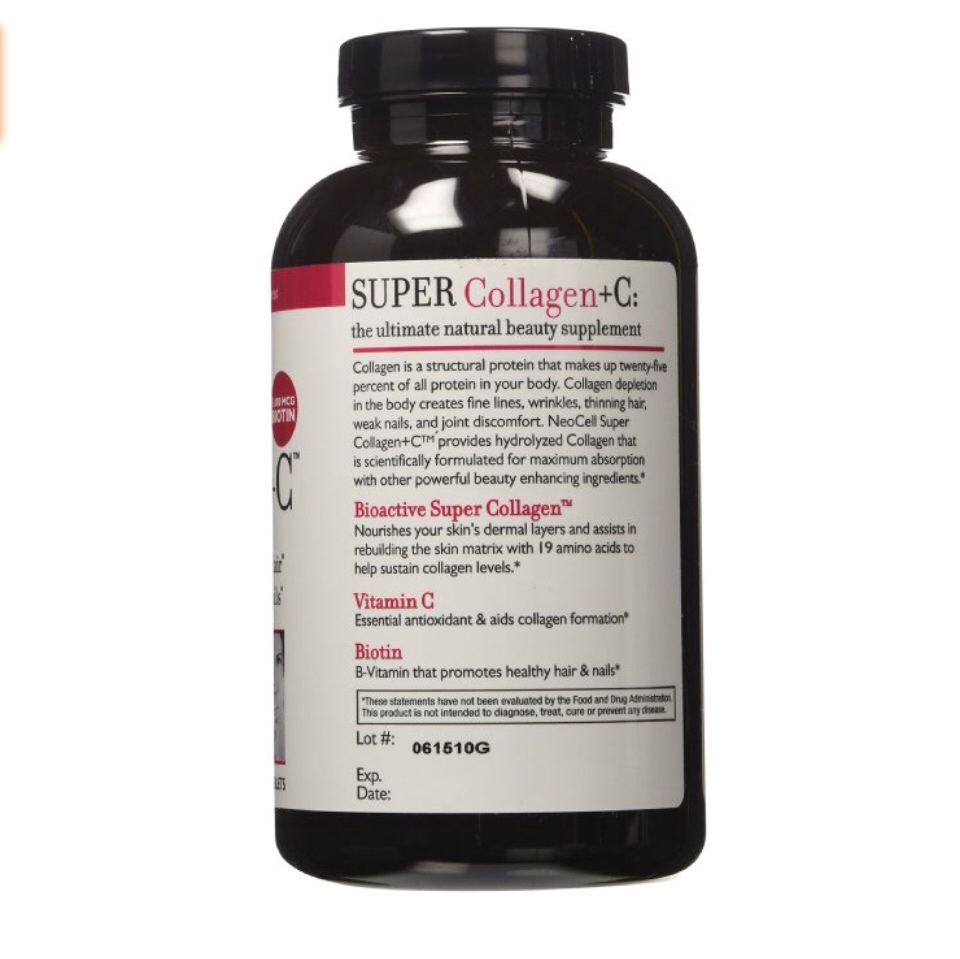 SUPER Collagen+C:
the ultimate natural beauty supplement
Collagen is a structural protein that makes up twenty-five
percent of all protein in your body. Collagen depletion
in the body creates fine lines, wrinkles, thinning hair,
weak nails, and joint discomfort. NeoCell Super
Collagen+C™ provides hydrolyzed Collagen that
is scientifically formulated for maximum absorption
with other powerful beauty enhancing ingredients.*
Bioactive Super Collagen™
Nourishes your skin's dermal layers and assists in
rebuilding the skin matrix with 19 amino acids to
help sustain collagen levels.*
Vitamin C
Essential antioxidant & aids collagen formation*
Biotin
B-Vitamin that promotes healthy hair & nails*
*These statements have not been evaluated by the Food and Drug Administration.
This product is not intended to diagnose, treat, cure or prevent any disease.
Lot #: 061510G
Exp.
Date:
MCG
BIOTIN
-C™